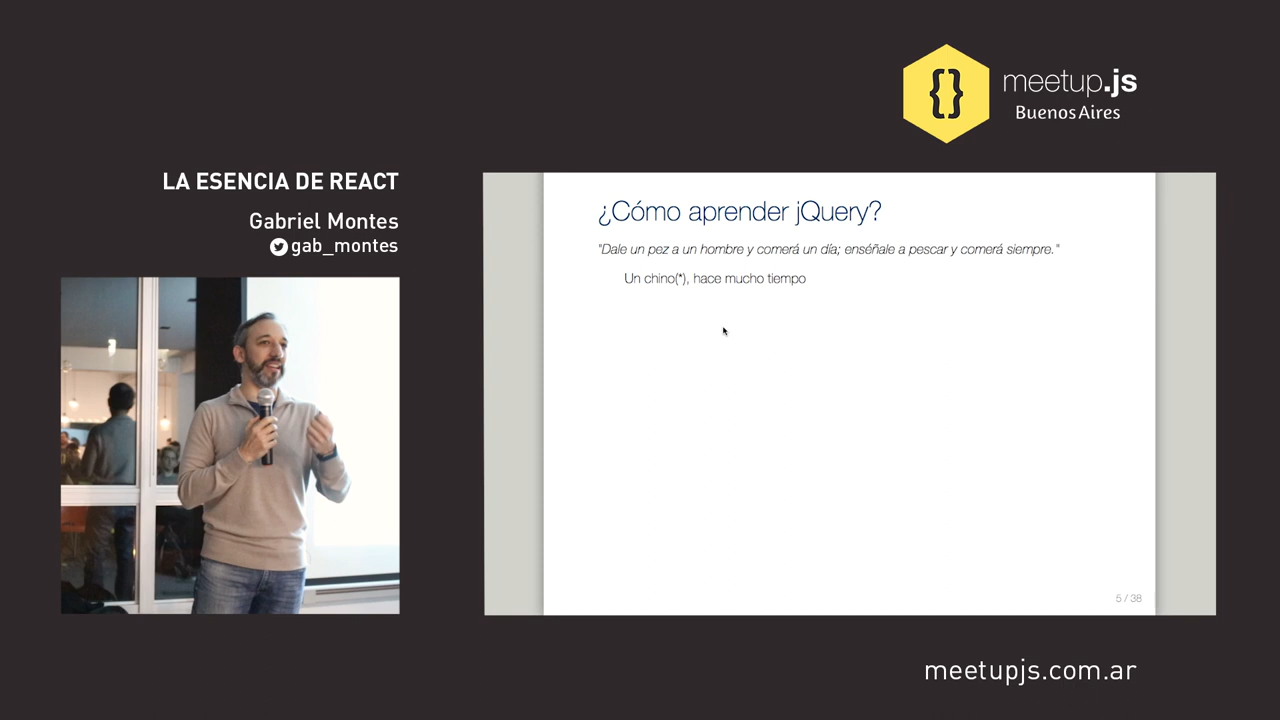 {}
meetup.js
Buenos Aires
LA ESENCIA DE REACT
Gabriel Montes
gab_montes
¿Cómo aprender jQuery?
"Dale un pez a un hombre y comerá un día; enséñale a pescar y comerá siempre."
Un chino(*), hace mucho tiempo
5 / 38
meetupjs.com.ar